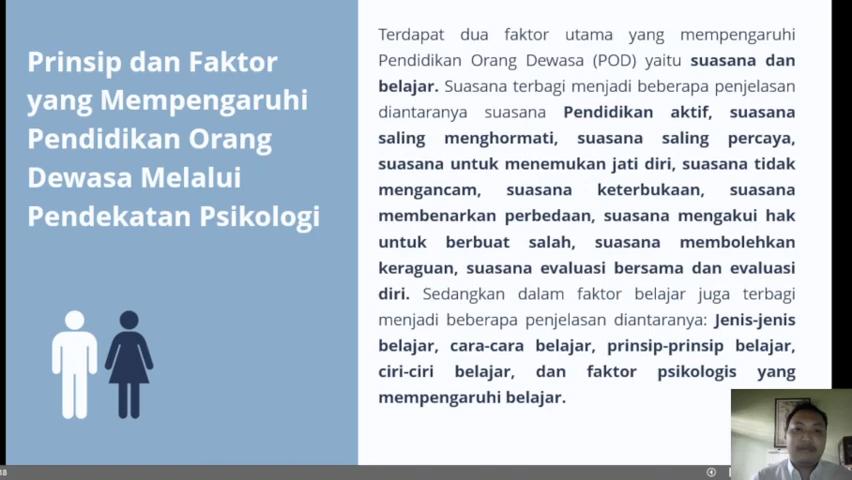 Prinsip dan Faktor
yang Mempengaruhi
Pendidikan Orang
Dewasa Melalui
Pendekatan Psikologi
Terdapat dua faktor utama yang mempengaruhi
Pendidikan Orang Dewasa (POD) yaitu suasana dan
belajar. Suasana terbagi menjadi beberapa penjelasan
diantaranya suasana Pendidikan aktif, suasana
saling menghormati, suasana saling percaya,
suasana untuk menemukan jati diri, suasana tidak
mengancam, suasana keterbukaan, suasana
membenarkan perbedaan, suasana mengakui hak
untuk berbuat salah, suasana membolehkan
keraguan, suasana evaluasi bersama dan evaluasi
diri. Sedangkan dalam faktor belajar juga terbagi
menjadi beberapa penjelasan diantaranya: Jenis-jenis
belajar, cara-cara belajar, prinsip-prinsip belajar,
ciri-ciri belajar, dan faktor psikologis yang
mempengaruhi belajar.
18